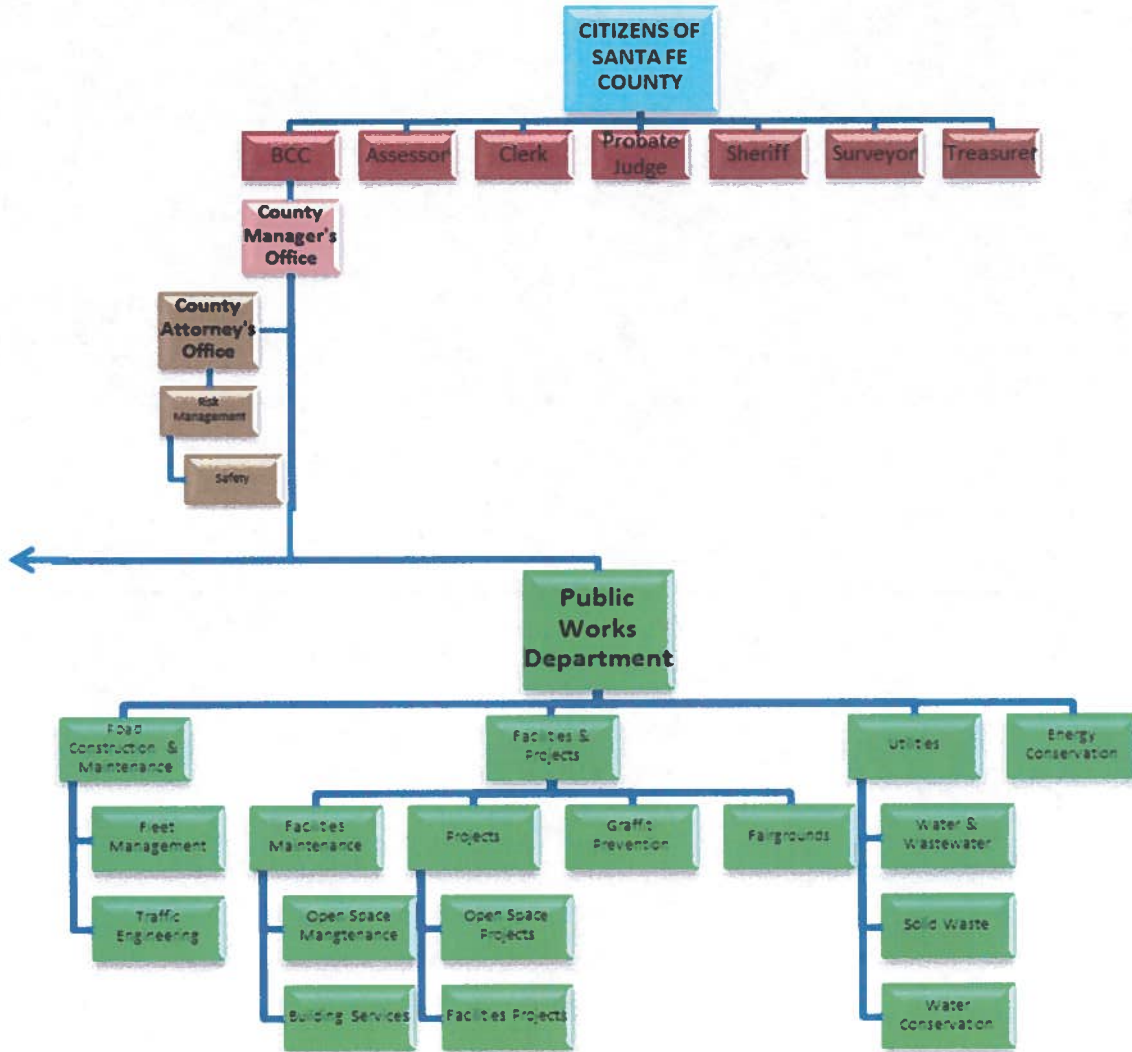 CITIZENS OF
SANTA FE
COUNTY
BCC
Assessor
Clerk
Probate
Judge
Sheriff
Surveyor
Treasurer
County
Manager's
Office
County
Attorney's
Office
Risk
Management
Safety
Public
Works
Department
Road
Construction &
Maintenance
Facilities &
Projects
Utilities
Energy
Conservation
Fleet
Management
Traffic
Engineering
Facilities
Maintenance
Projects
Graffit
Prevention
Fairgrounds
Open Space
Mangtenance
Building Services
Open Space
Projects
Facilities Projects
Water &
Wastewater
Solid Waste
Water
Conservation